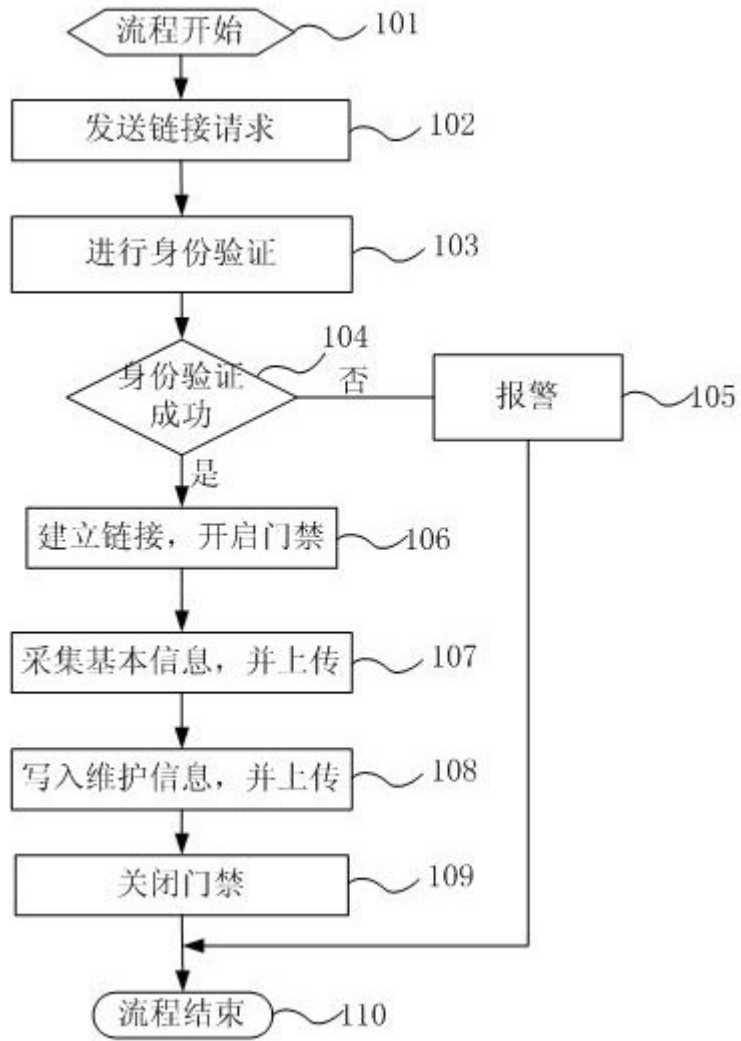 流程开始
101
发送链接请求
102
进行身份验证
103
104
身份验证
成功
否
报警
105
是
建立链接，开启门禁
106
采集基本信息，并上传
107
写入维护信息，并上传
108
关闭门禁
109
流程结束
110